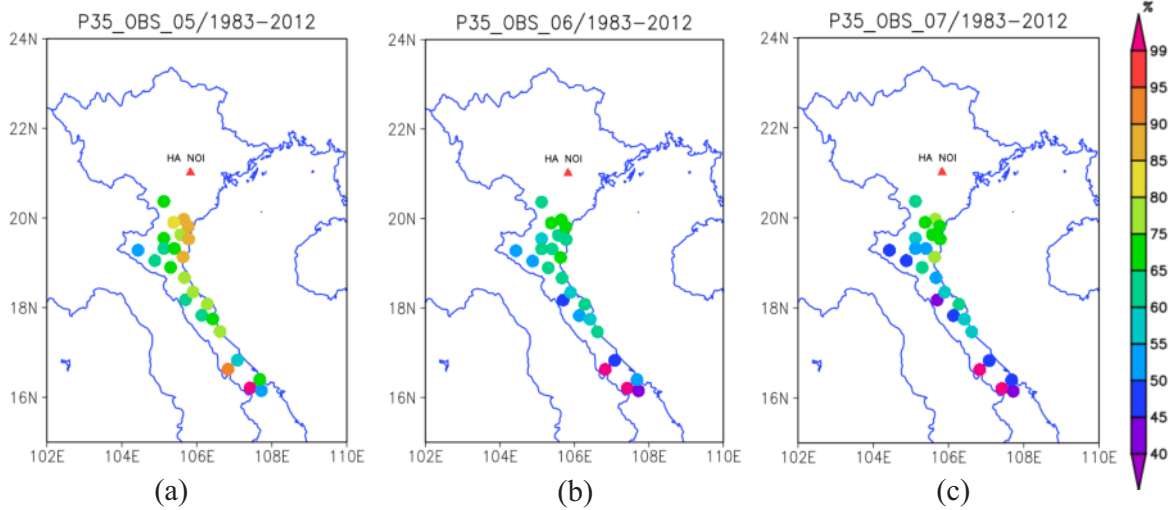 P35_OBS_05/1983-2012
24N
22N
20N
18N
16N
102E 104E 106E 108E 110E
HA NOI
(a)
P35_OBS_06/1983-2012
24N
22N
20N
18N
16N
102E 104E 106E 108E 110E
HA NOI
(b)
P35_OBS_07/1983-2012
24N
22N
20N
18N
16N
102E 104E 106E 108E 110E
HA NOI
(c)
%
99
95
90
85
80
75
65
60
55
50
45
40